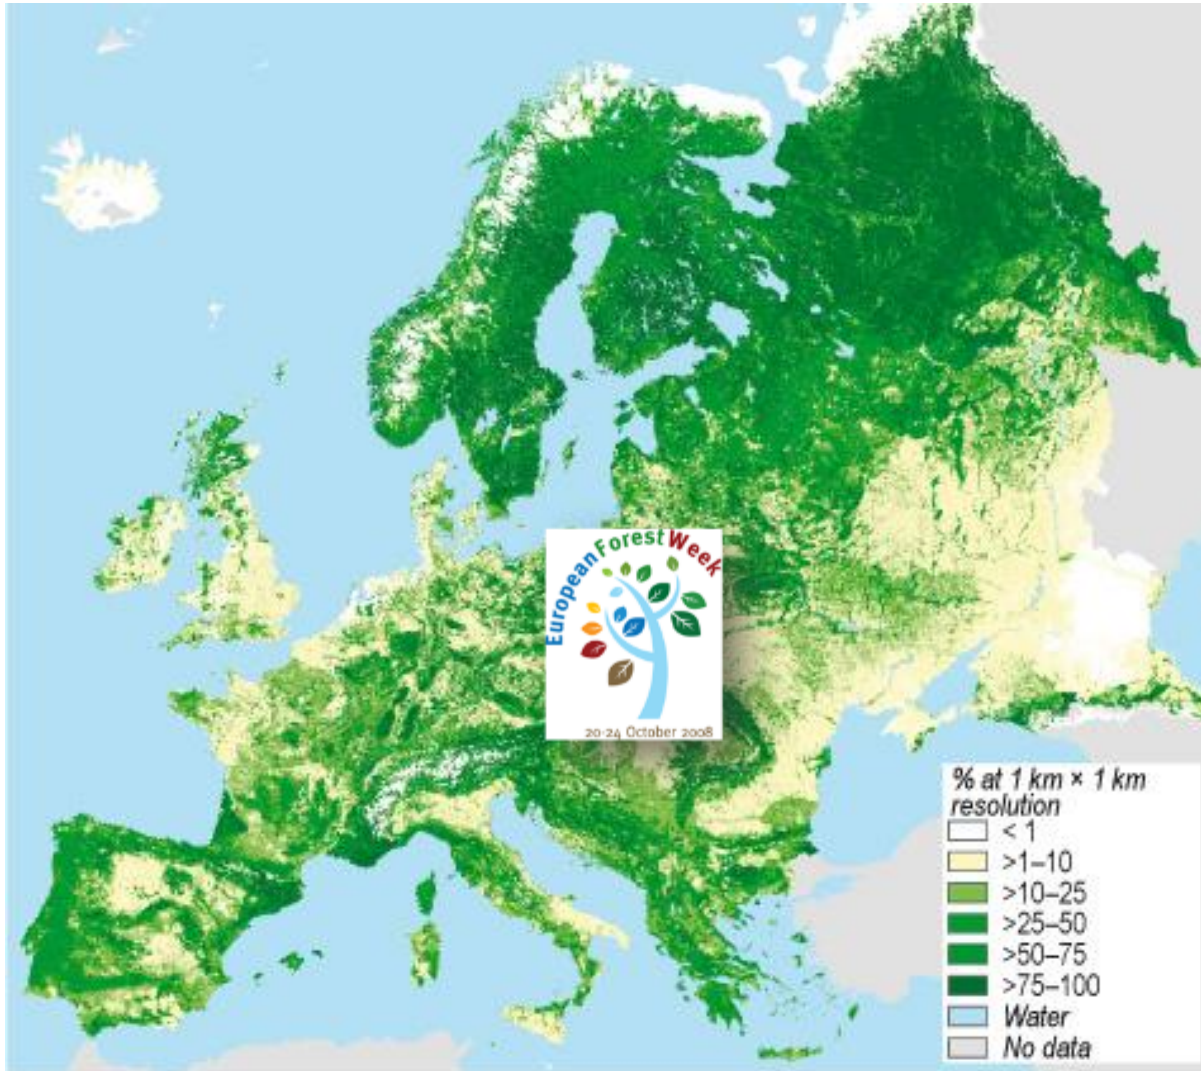 European Forest Week
20-24 October 2008
% at 1 km × 1 km
resolution
< 1
>1–10
>10–25
>25–50
>50–75
>75–100
Water
No data